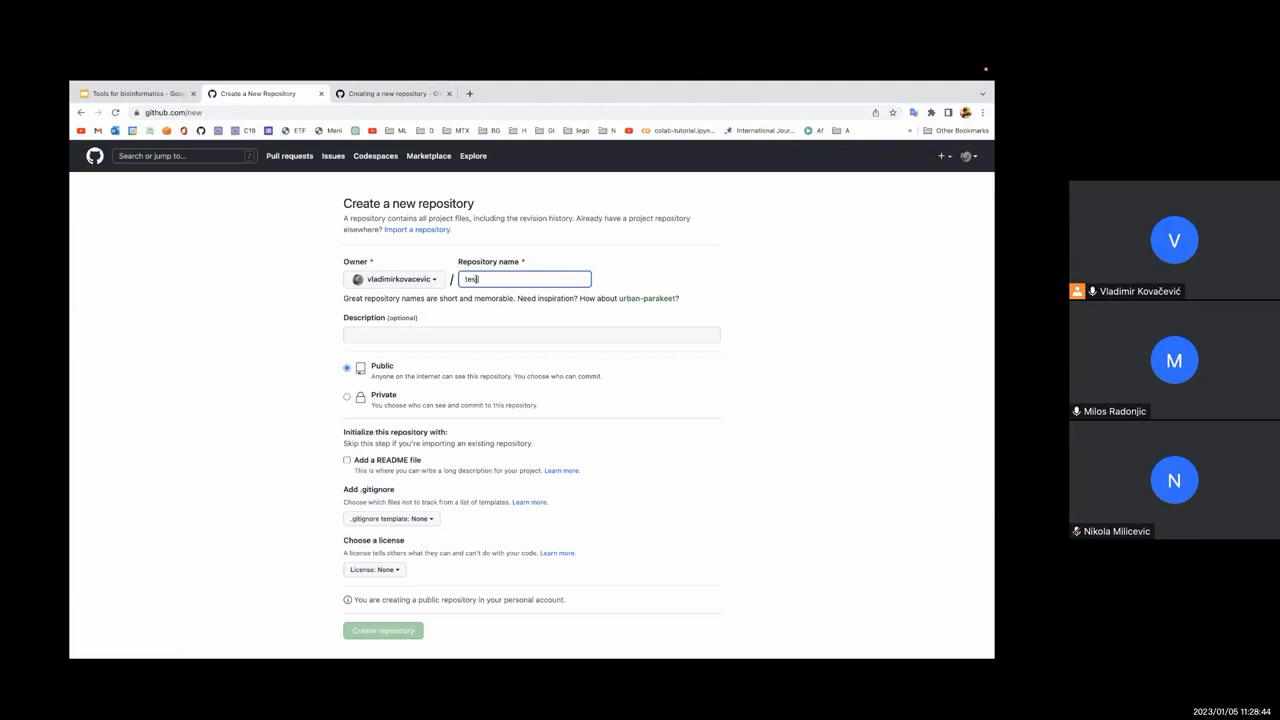 Tools for bioinformatics - Goog
Create a New Repository
Creating a new repository - Gi
github.com/new
C19
ETF
Meni
ML
D
MTX
BG
H
GI
lego
N
colab-tutorial.ipyn...
International Jour...
Af
A
Other Bookmarks
Search or jump to...
/
Pull requests
Issues
Codespaces
Marketplace
Explore
Create a new repository
A repository contains all project files, including the revision history. Already have a project repository
elsewhere? Import a repository.
Owner *
Repository name *
vladimirkovacevic
/
Great repository names are short and memorable. Need inspiration? How about urban-parakeet?
Description (optional)
Public
Anyone on the internet can see this repository. You choose who can commit.
Private
You choose who can see and commit to this repository.
Initialize this repository with:
Skip this step if you're importing an existing repository.
Add a README file
This is where you can write a long description for your project. Learn more.
Add .gitignore
Choose which files not to track from a list of templates. Learn more.
.gitignore template: None
Choose a license
A license tells others what they can and can't do with your code. Learn more.
License: None
You are creating a public repository in your personal account.
Create repository
V
Vladimir Kovačević
M
Milos Radonjic
N
Nikola Milicevic
2023/01/05 11:28:44